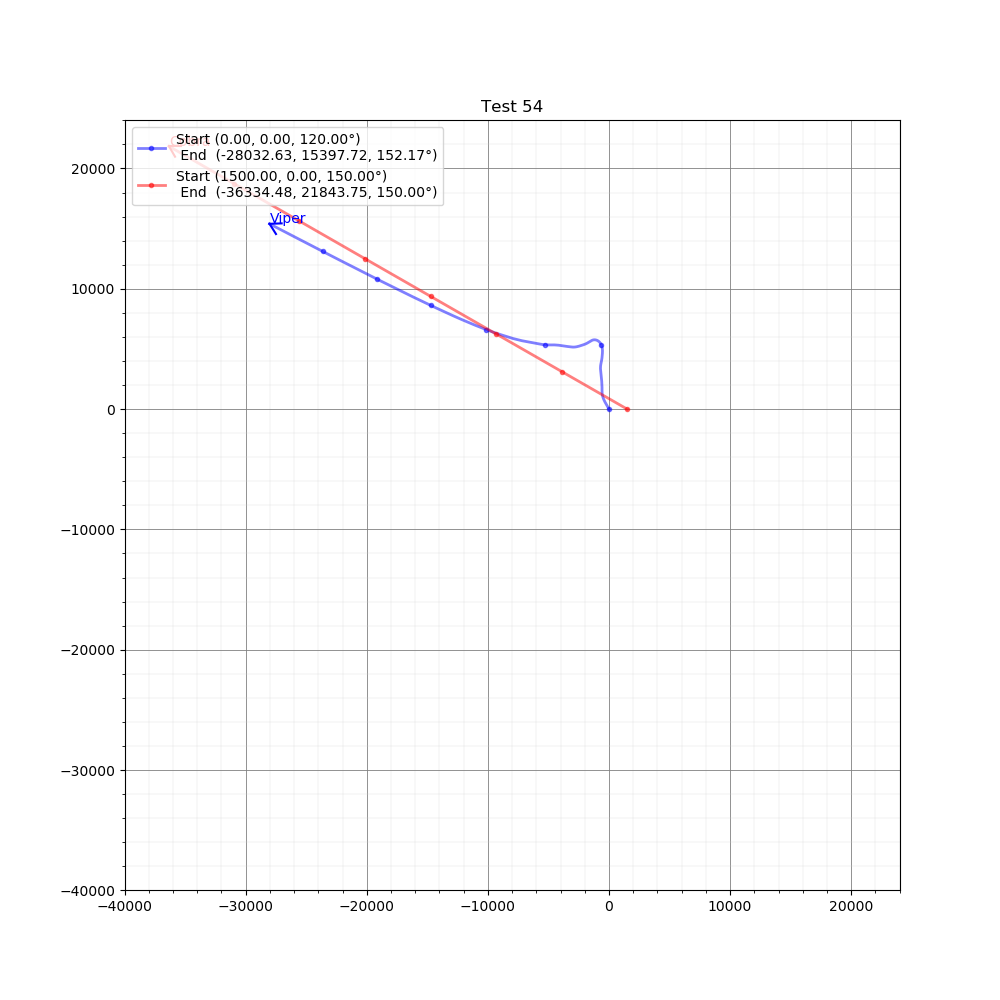 Test 54
Start (0.00, 0.00, 120.00°)
End (-28032.63, 15397.72, 152.17°)
Start (1500.00, 0.00, 150.00°)
End (-36334.48, 21843.75, 150.00°)
Viper
20000
10000
0
−10000
−20000
−30000
−40000
−40000 −30000 −20000 −10000 0 10000 20000